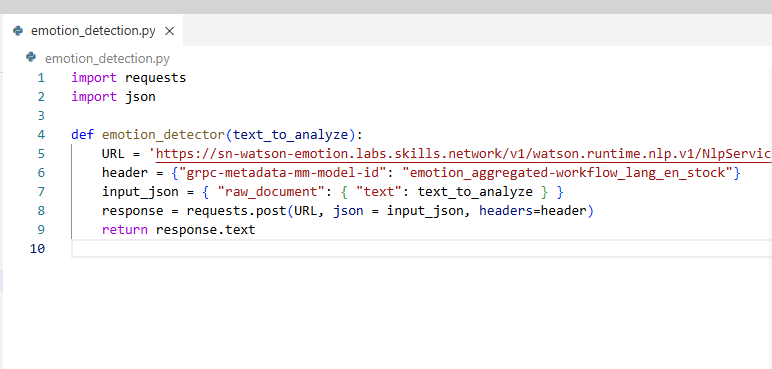 emotion_detection.py ×
emotion_detection.py
1 import requests
2 import json
3
4 def emotion_detector(text_to_analyze):
5 URL = 'https://sn-watson-emotion.labs.skills.network/v1/watson.runtime.nlp.v1/NlpServic
6 header = {"grpc-metadata-mm-model-id": "emotion_aggregated-workflow_lang_en_stock"}
7 input_json = { "raw_document": { "text": text_to_analyze } }
8 response = requests.post(URL, json = input_json, headers=header)
9 return response.text
10